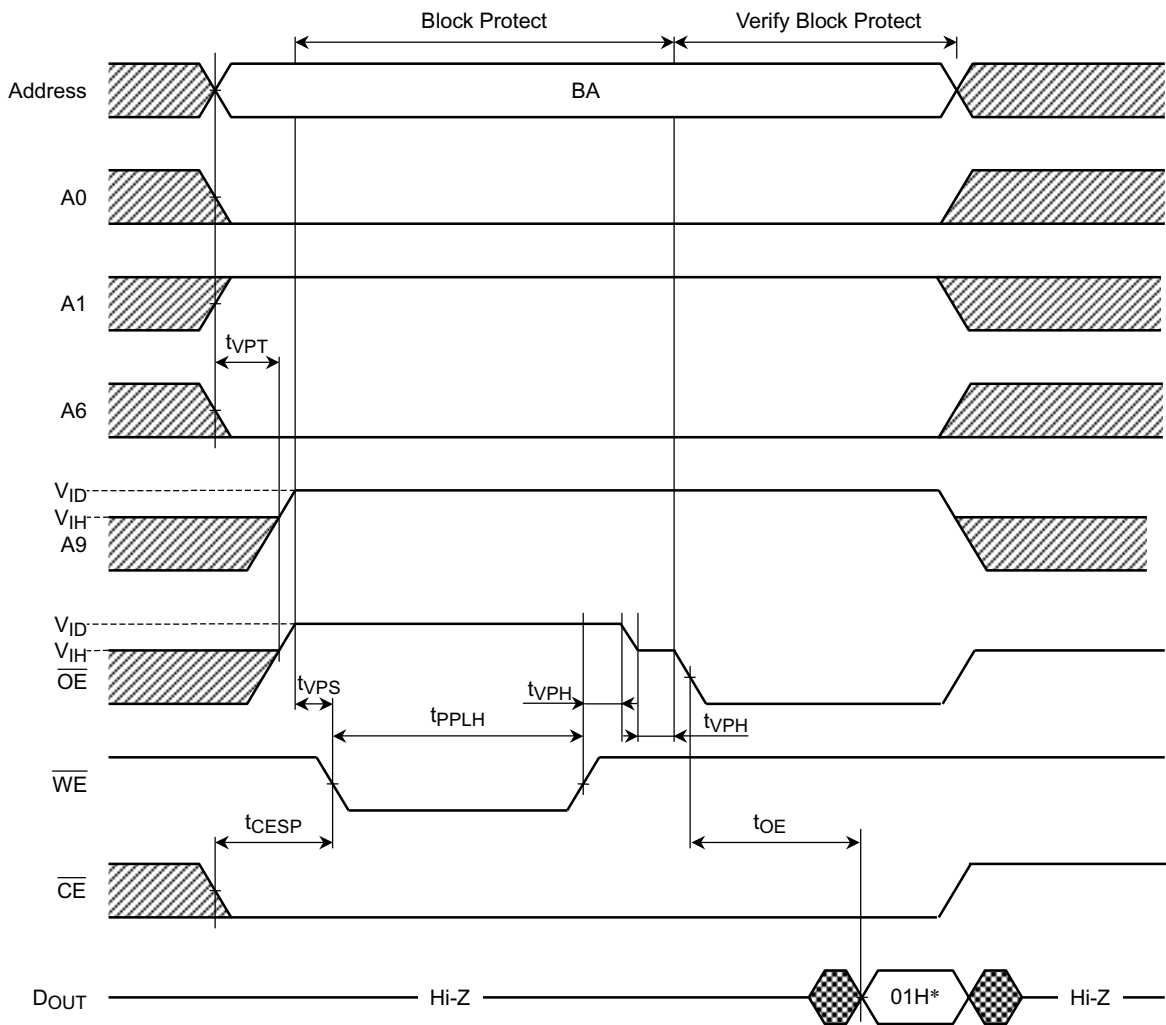 Block Protect Verify Block Protect
Address BA
A0
A1
tVPT
A6
VID
VIH
A9
VID
VIH
OE
tVPS tVPH
tPPLH tVPH
WE
tCESP tOE
CE
DOUT Hi-Z 01H* Hi-Z